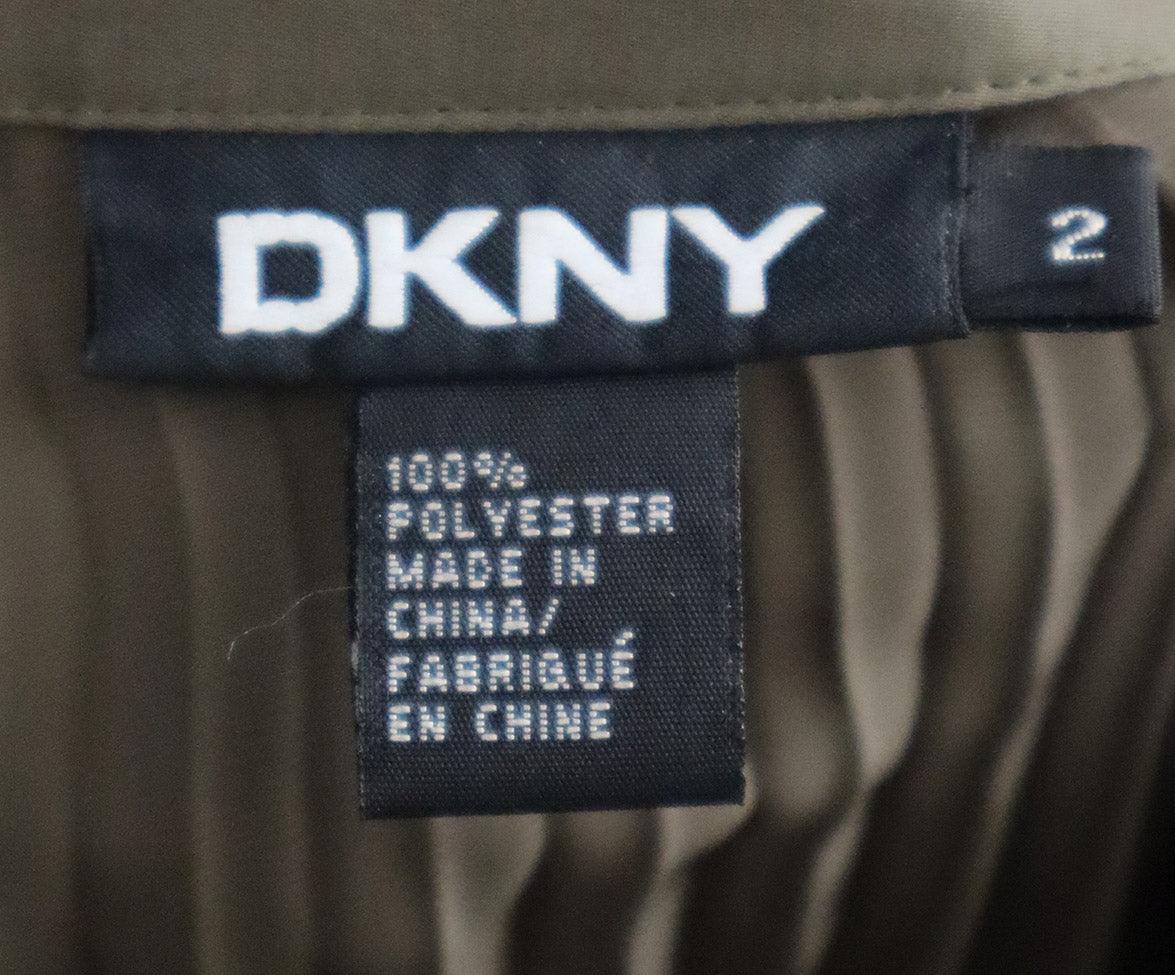 DKNY
2
100%
POLYESTER
MADE IN
CHINA/
FABRIQUÉ
EN CHINE